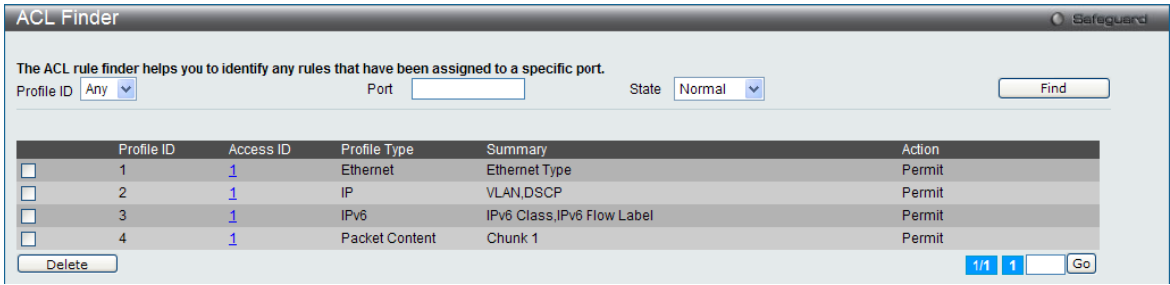 ACL Finder Safeguard
The ACL rule finder helps you to identify any rules that have been assigned to a specific port.
Profile ID Any Port State Normal Find
Profile ID Access ID Profile Type Summary Action
1 1 Ethernet Ethernet Type Permit
2 1 IP VLAN,DSCP Permit
3 1 IPv6 IPv6 Class,IPv6 Flow Label Permit
4 1 Packet Content Chunk 1 Permit
Delete 1/1 1 Go